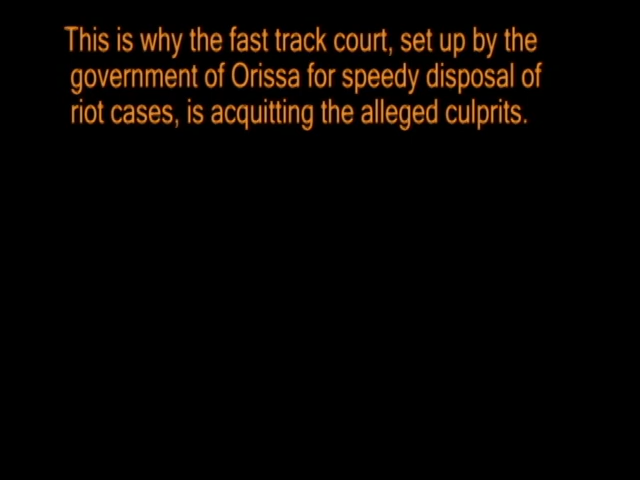 This is why the fast track court, set up by the
government of Orissa for speedy disposal of
riot cases, is acquitting the alleged culprits.